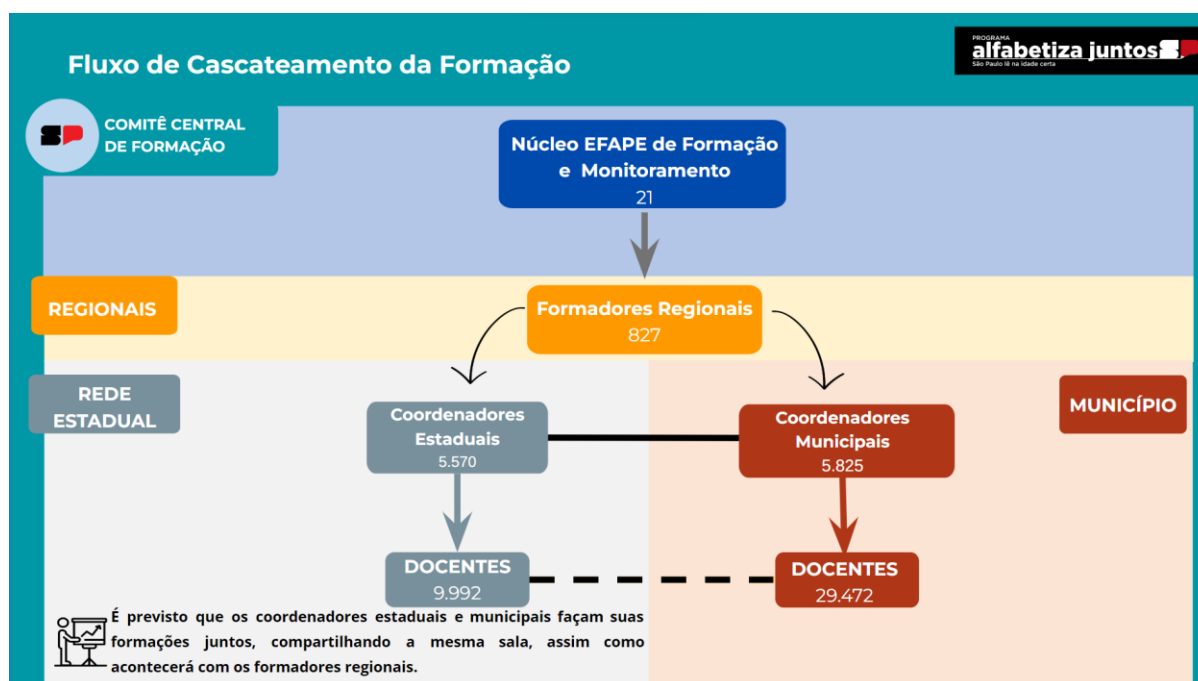 Fluxo de Cascateamento da Formação
PROGRAMA
alfabetiza juntos SP
São Paulo lê na idade certa
SP
COMITÊ CENTRAL
DE FORMAÇÃO
Núcleo EFAPE de Formação
e Monitoramento
21
REGIONAIS
Formadores Regionais
827
REDE
ESTADUAL
MUNICÍPIO
Coordenadores
Estaduais
5.570
Coordenadores
Municipais
5.825
DOCENTES
9.992
DOCENTES
29.472
É previsto que os coordenadores estaduais e municipais façam suas
formações juntos, compartilhando a mesma sala, assim como
acontecerá com os formadores regionais.